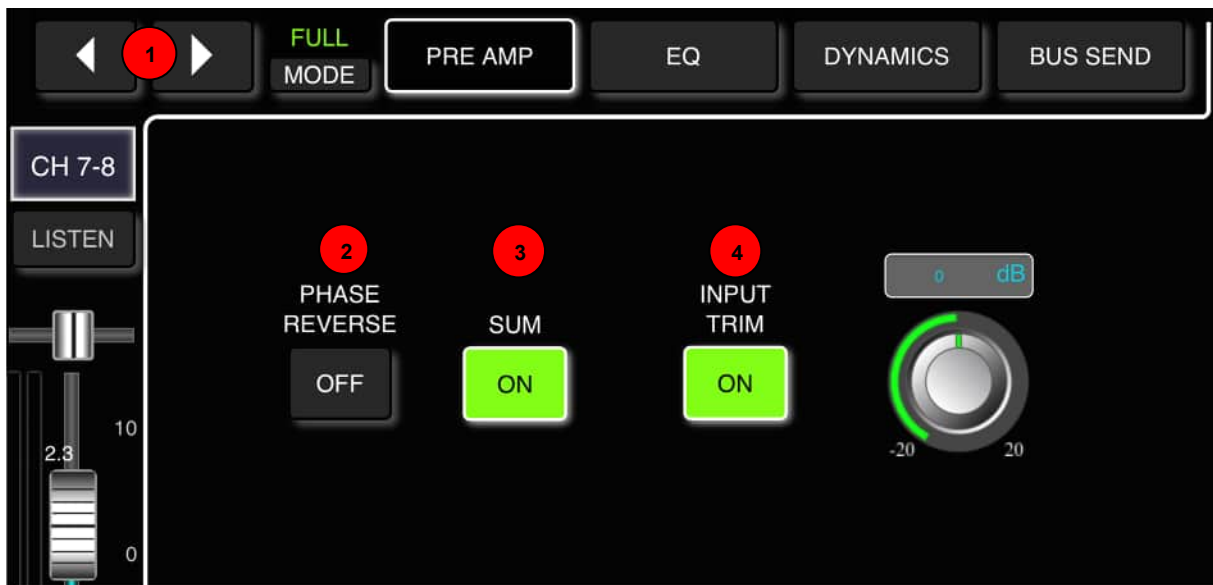 1
FULL
MODE
PRE AMP
EQ
DYNAMICS
BUS SEND
CH 7-8
LISTEN
10
2.3
0
2
PHASE
REVERSE
OFF
3
SUM
ON
4
INPUT
TRIM
ON
0 dB
-20 20